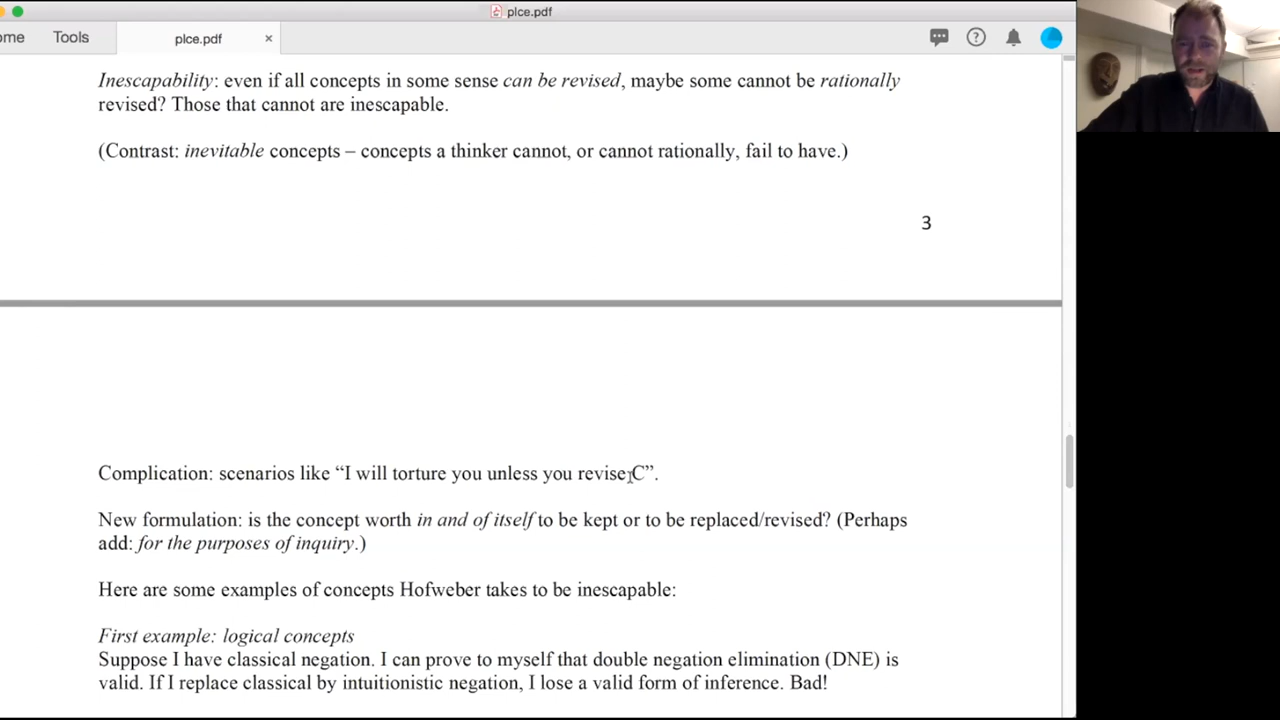 plce.pdf
ome
Tools
plce.pdf
×
?
Inescapability: even if all concepts in some sense can be revised, maybe some cannot be rationally
revised? Those that cannot are inescapable.
(Contrast: inevitable concepts – concepts a thinker cannot, or cannot rationally, fail to have.)
3
Complication: scenarios like “I will torture you unless you revise C”.
New formulation: is the concept worth in and of itself to be kept or to be replaced/revised? (Perhaps
add: for the purposes of inquiry.)
Here are some examples of concepts Hofweber takes to be inescapable:
First example: logical concepts
Suppose I have classical negation. I can prove to myself that double negation elimination (DNE) is
valid. If I replace classical by intuitionistic negation, I lose a valid form of inference. Bad!